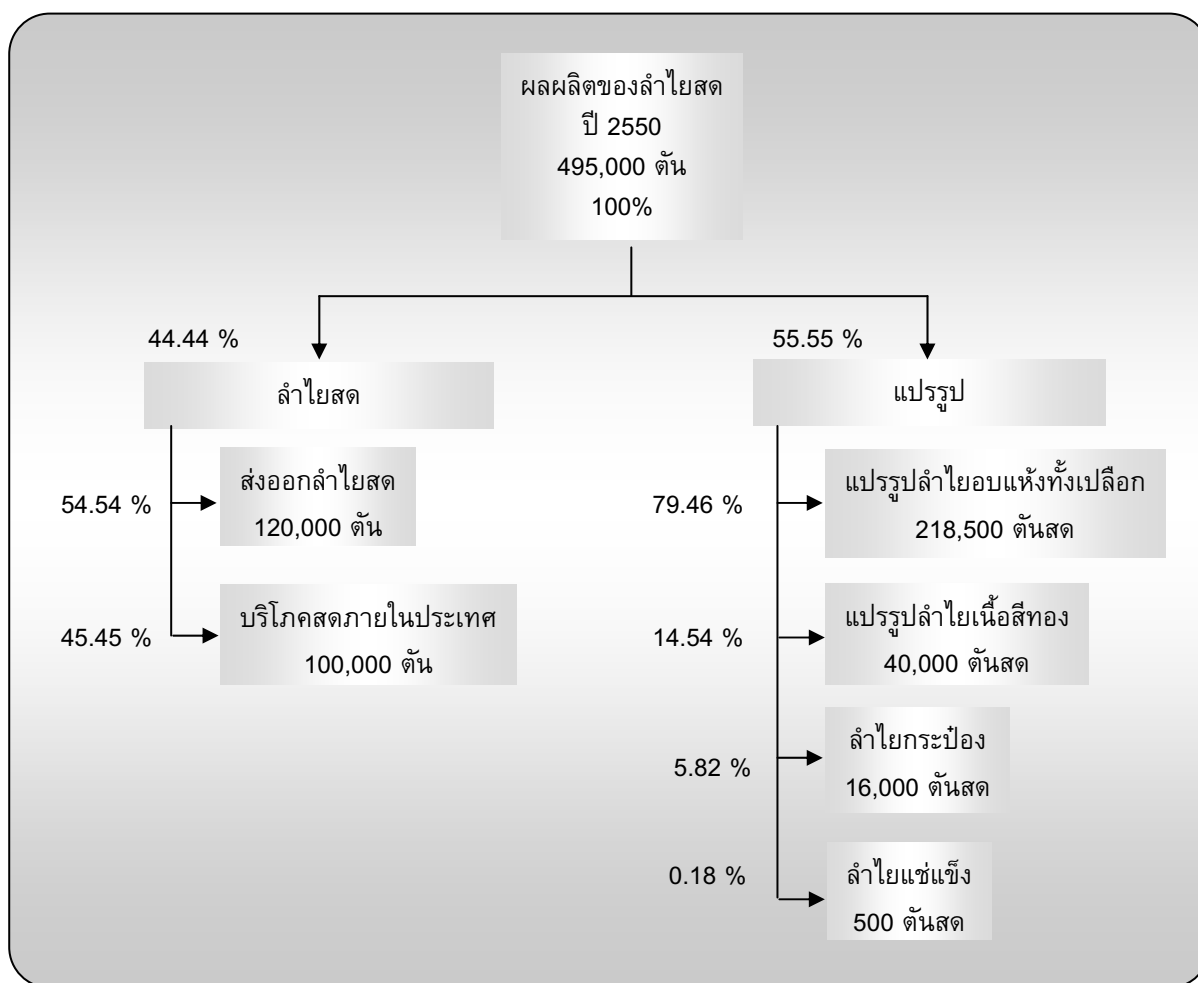 ผลผลิตของลำไยสด
ปี 2550
495,000 ตัน
100%
44.44 %
ลำไยสด
54.54 %
ส่งออกลำไยสด
120,000 ตัน
45.45 %
บริโภคสดภายในประเทศ
100,000 ตัน
55.55 %
แปรรูป
79.46 %
แปรรูปลำไยอบแห้งทั้งเปลือก
218,500 ตันสด
14.54 %
แปรรูปลำไยเนื้อสีทอง
40,000 ตันสด
5.82 %
ลำไยกระป๋อง
16,000 ตันสด
0.18 %
ลำไยแช่แข็ง
500 ตันสด